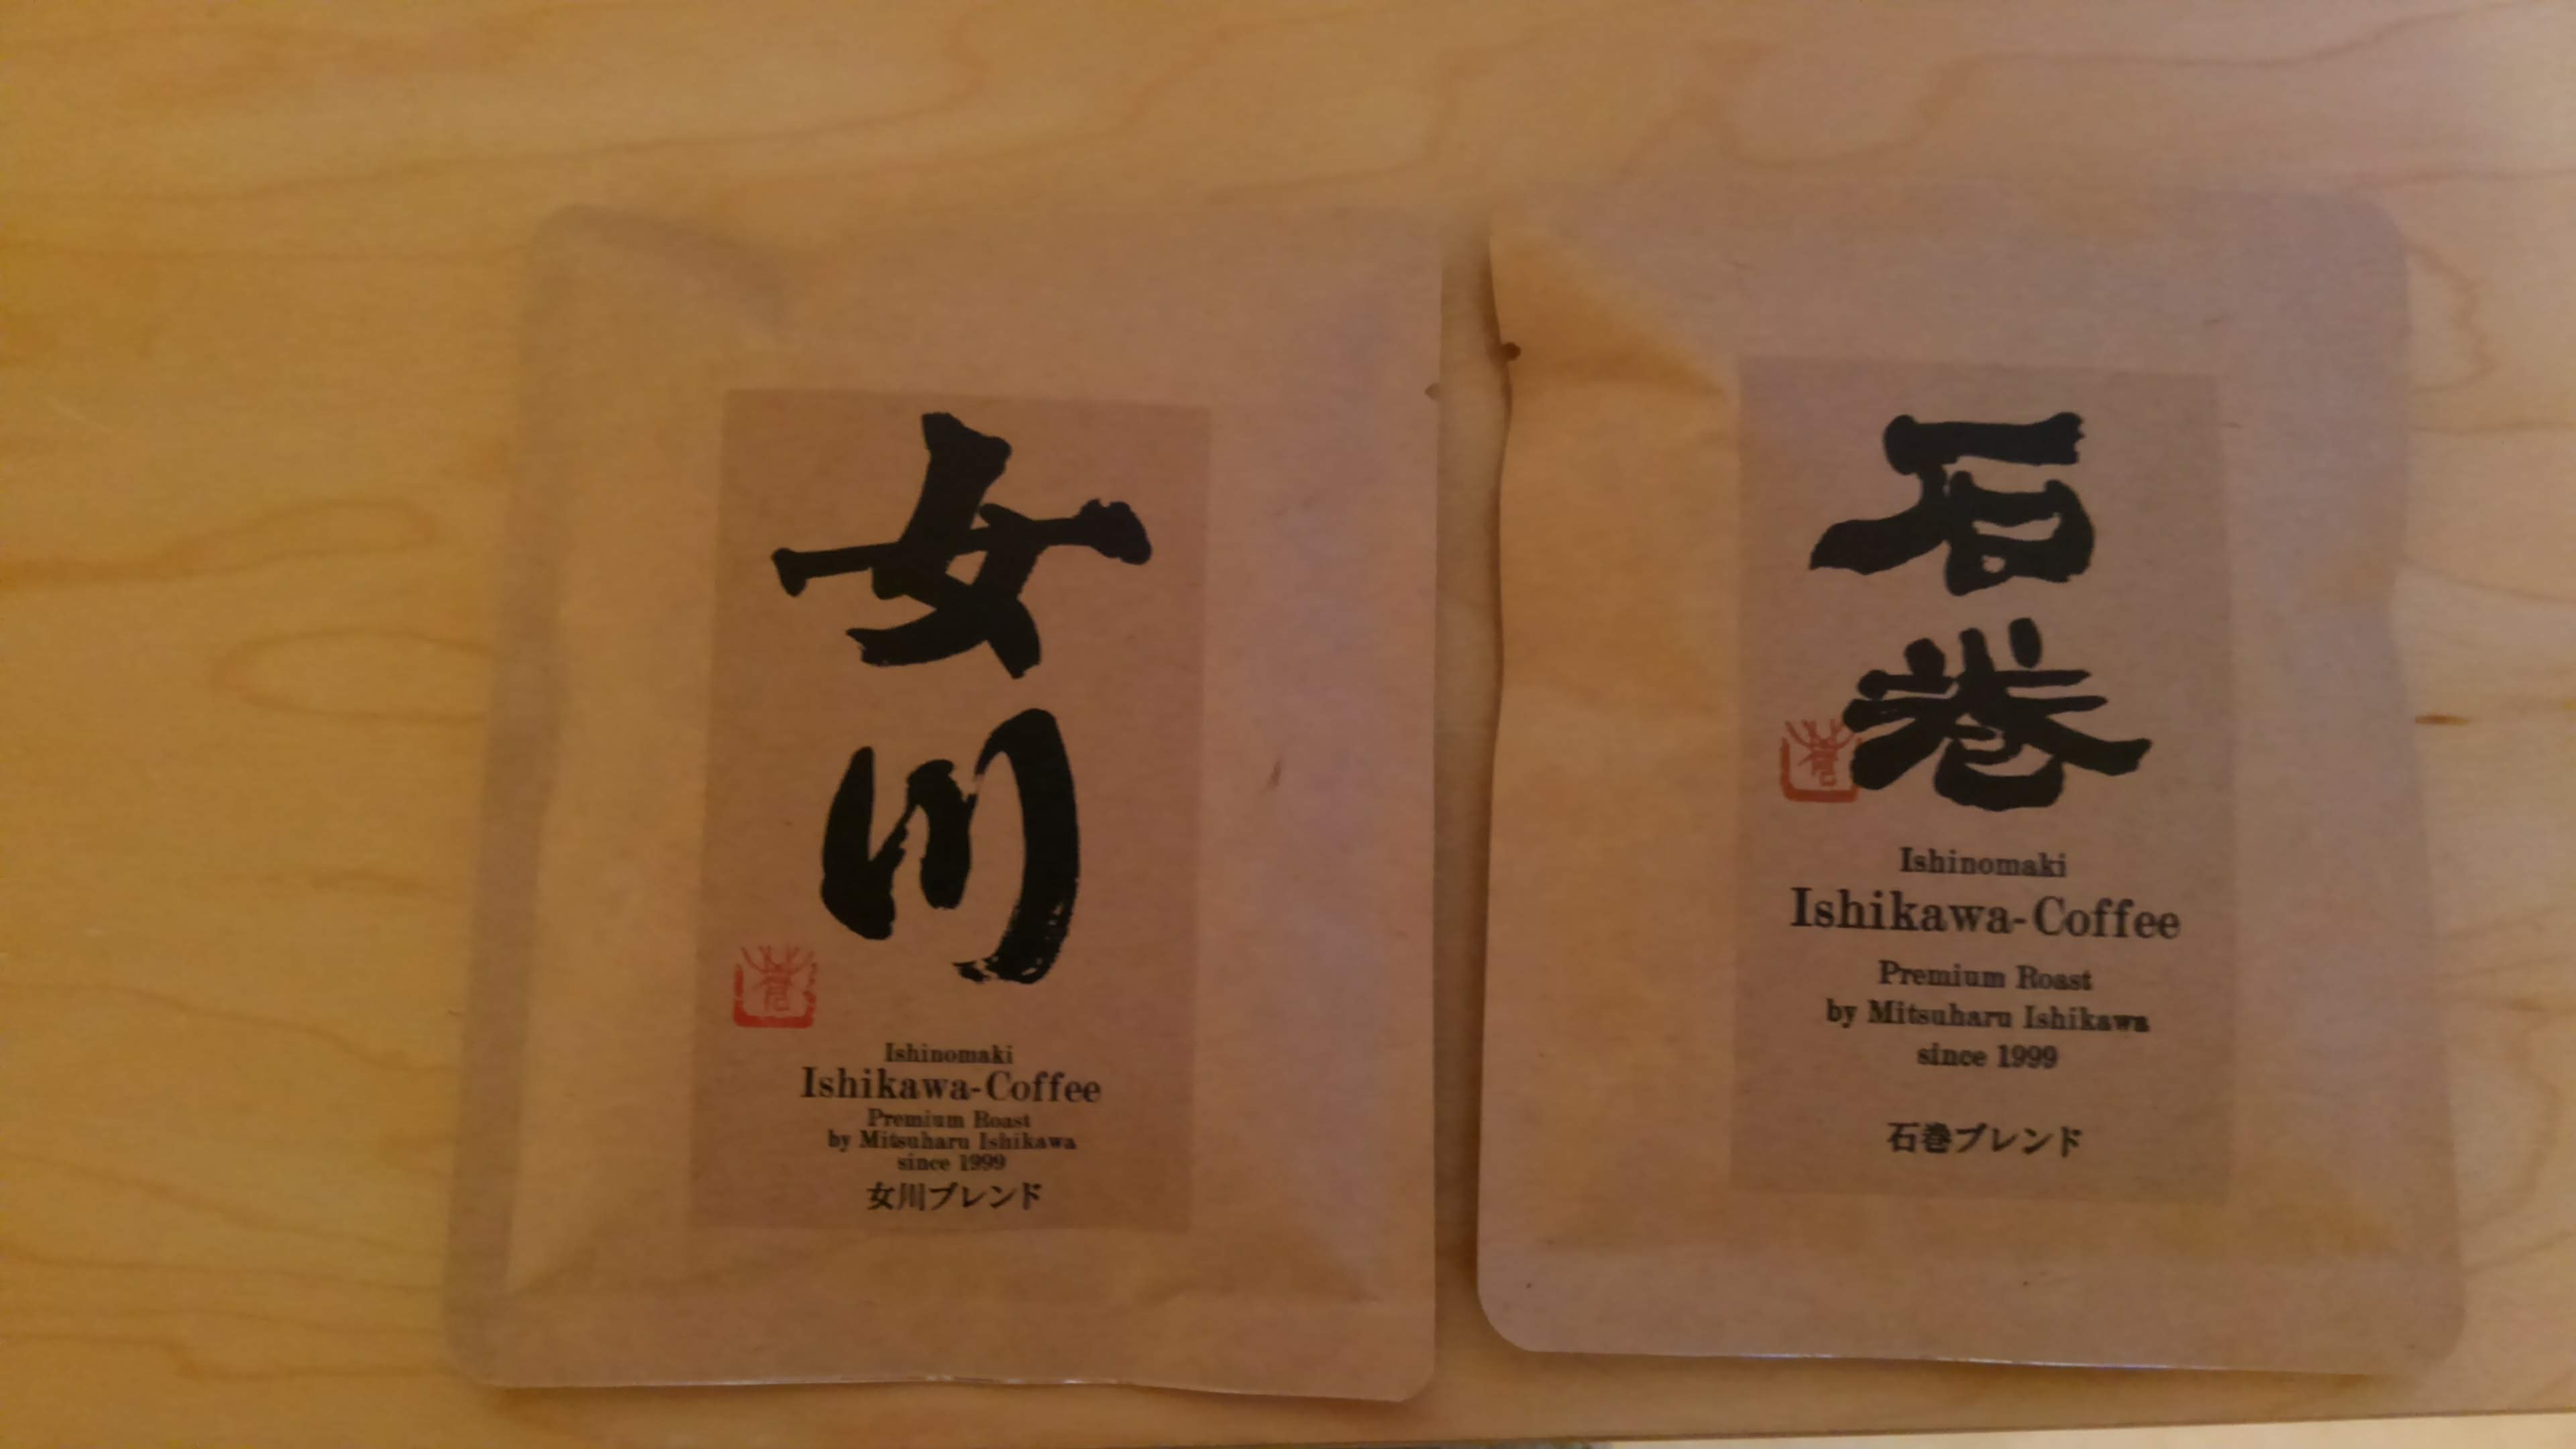 女川
Ishinomaki
Ishikawa-Coffee
Premium Roast
by Mitsuharu Ishikawa
since 1999
女川ブレンド
石巻
Ishinomaki
Ishikawa-Coffee
Premium Roast
by Mitsuharu Ishikawa
since 1999
石巻ブレンド